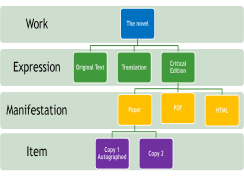 Work
The novel
Expression
Original Text
Translation
Critical
Edition
Manifestation
Paper
PDF
HTML
Item
Copy 1
Autographed
Copy 2